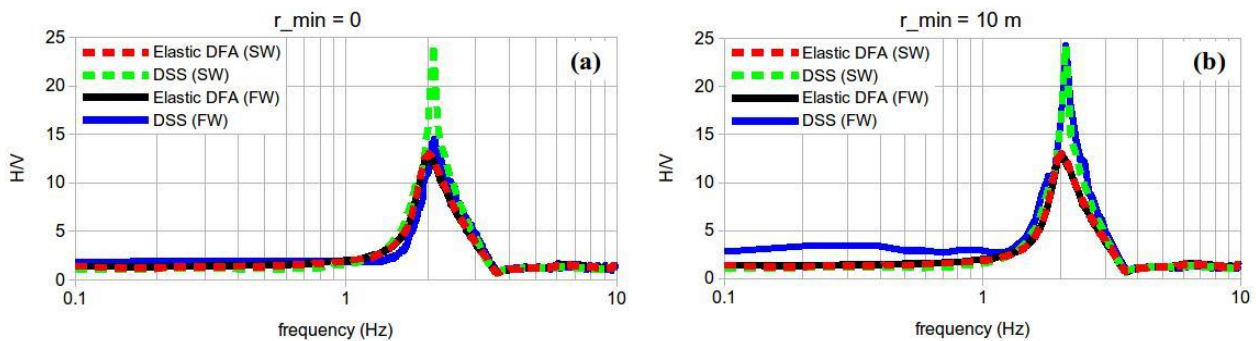 r_min = 0
25
20
15
10
5
0
H/V
Elastic DFA (SW)
DSS (SW)
Elastic DFA (FW)
DSS (FW)
(a)
0.1
1
10
frequency (Hz)
r_min = 10 m
25
20
15
10
5
0
H/V
Elastic DFA (SW)
DSS (SW)
Elastic DFA (FW)
DSS (FW)
(b)
0.1
1
10
frequency (Hz)